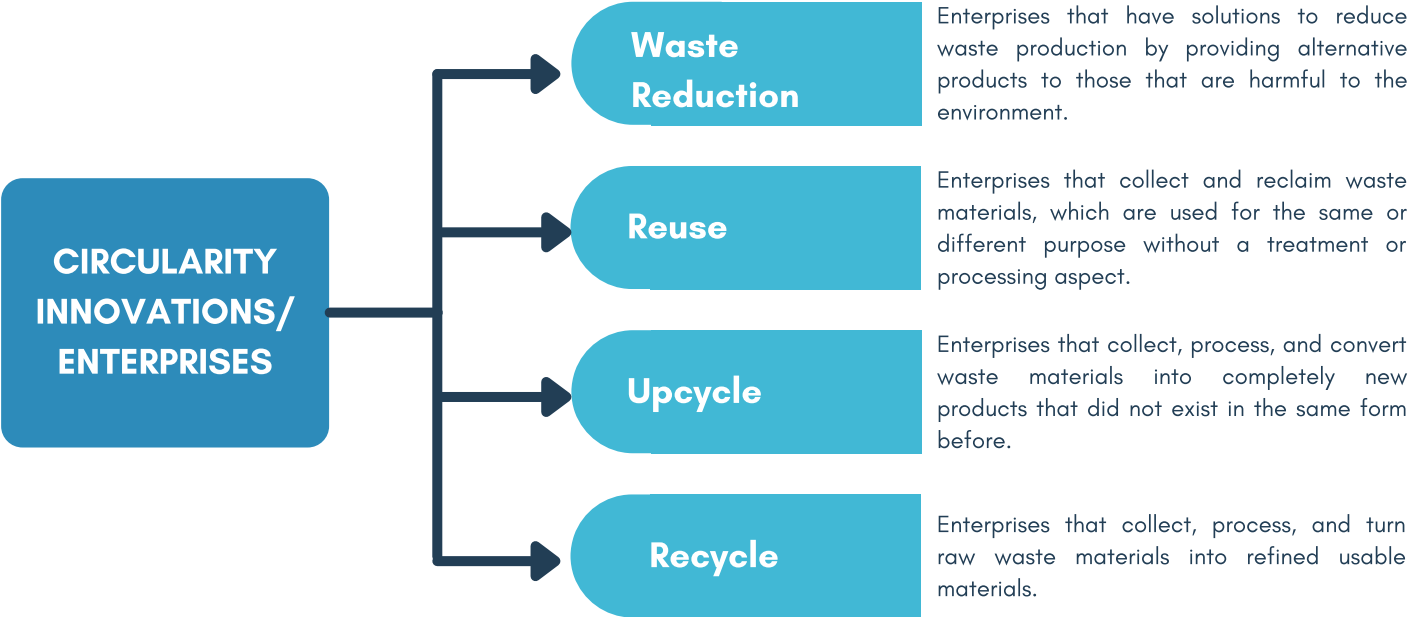 CIRCULARITY
INNOVATIONS/
ENTERPRISES
Waste
Reduction
Enterprises that have solutions to reduce
waste production by providing alternative
products to those that are harmful to the
environment.
Reuse
Enterprises that collect and reclaim waste
materials, which are used for the same or
different purpose without a treatment or
processing aspect.
Upcycle
Enterprises that collect, process, and convert
waste materials into completely new
products that did not exist in the same form
before.
Recycle
Enterprises that collect, process, and turn
raw waste materials into refined usable
materials.